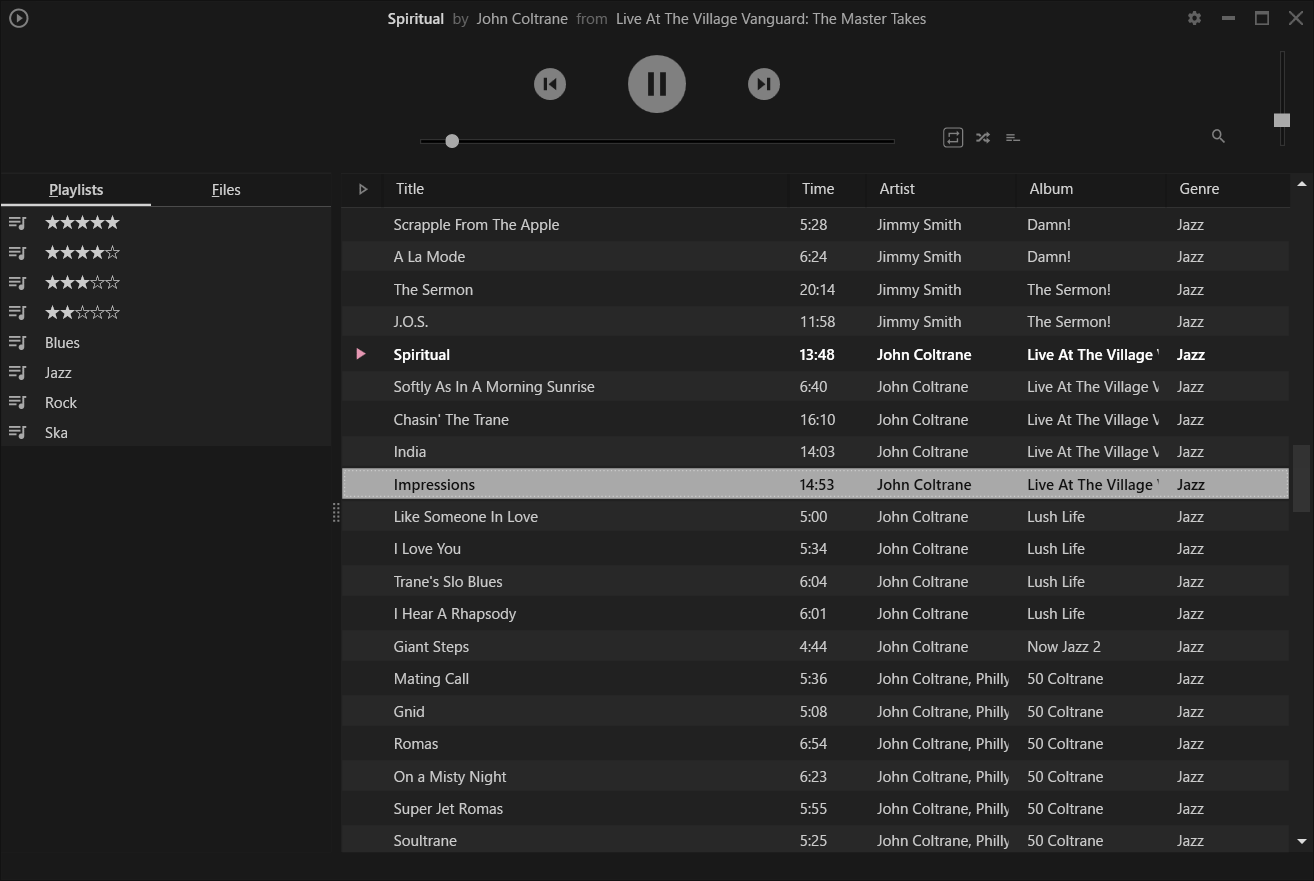 Spiritual by John Coltrane from Live At The Village Vanguard: The Master Takes
Playlists Files
★★★★★
★★★★☆
★★★☆☆
★★☆☆☆
Blues
Jazz
Rock
Ska
Title Time Artist Album Genre
Scrapple From The Apple 5:28 Jimmy Smith Damn! Jazz
A La Mode 6:24 Jimmy Smith Damn! Jazz
The Sermon 20:14 Jimmy Smith The Sermon! Jazz
J.O.S. 11:58 Jimmy Smith The Sermon! Jazz
Spiritual 13:48 John Coltrane Live At The Village Jazz
Softly As In A Morning Sunrise 6:40 John Coltrane Live At The Village V Jazz
Chasin' The Trane 16:10 John Coltrane Live At The Village V Jazz
India 14:03 John Coltrane Live At The Village V Jazz
Impressions 14:53 John Coltrane Live At The Village Jazz
Like Someone In Love 5:00 John Coltrane Lush Life Jazz
I Love You 5:34 John Coltrane Lush Life Jazz
Trane's Slo Blues 6:04 John Coltrane Lush Life Jazz
I Hear A Rhapsody 6:01 John Coltrane Lush Life Jazz
Giant Steps 4:44 John Coltrane Now Jazz 2 Jazz
Mating Call 5:36 John Coltrane, Philly 50 Coltrane Jazz
Gnid 5:08 John Coltrane, Philly 50 Coltrane Jazz
Romas 6:54 John Coltrane, Philly 50 Coltrane Jazz
On a Misty Night 6:23 John Coltrane, Philly 50 Coltrane Jazz
Super Jet Romas 5:55 John Coltrane, Philly 50 Coltrane Jazz
Soultrane 5:25 John Coltrane, Philly 50 Coltrane Jazz